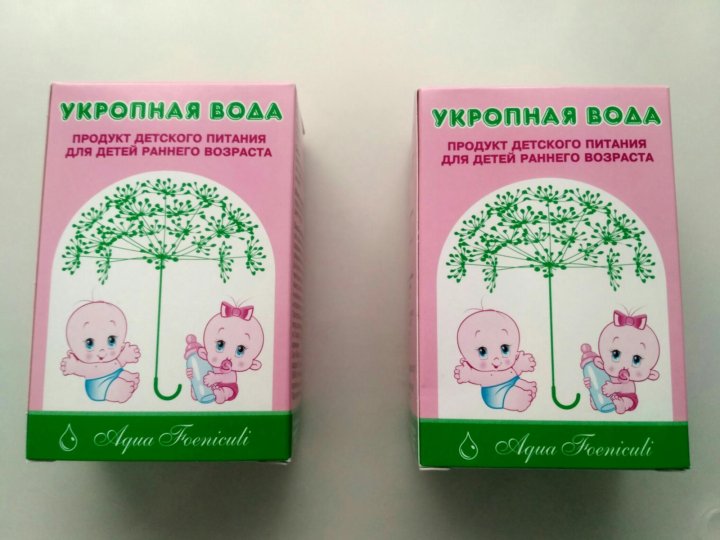 УКРОПНАЯ ВОДА
ПРОДУКТ ДЕТСКОГО ПИТАНИЯ
ДЛЯ ДЕТЕЙ РАННЕГО ВОЗРАСТА
Aqua Foeniculi
УКРОПНАЯ ВОДА
ПРОДУКТ ДЕТСКОГО ПИТАНИЯ
ДЛЯ ДЕТЕЙ РАННЕГО ВОЗРАСТА
Aqua Foeniculi